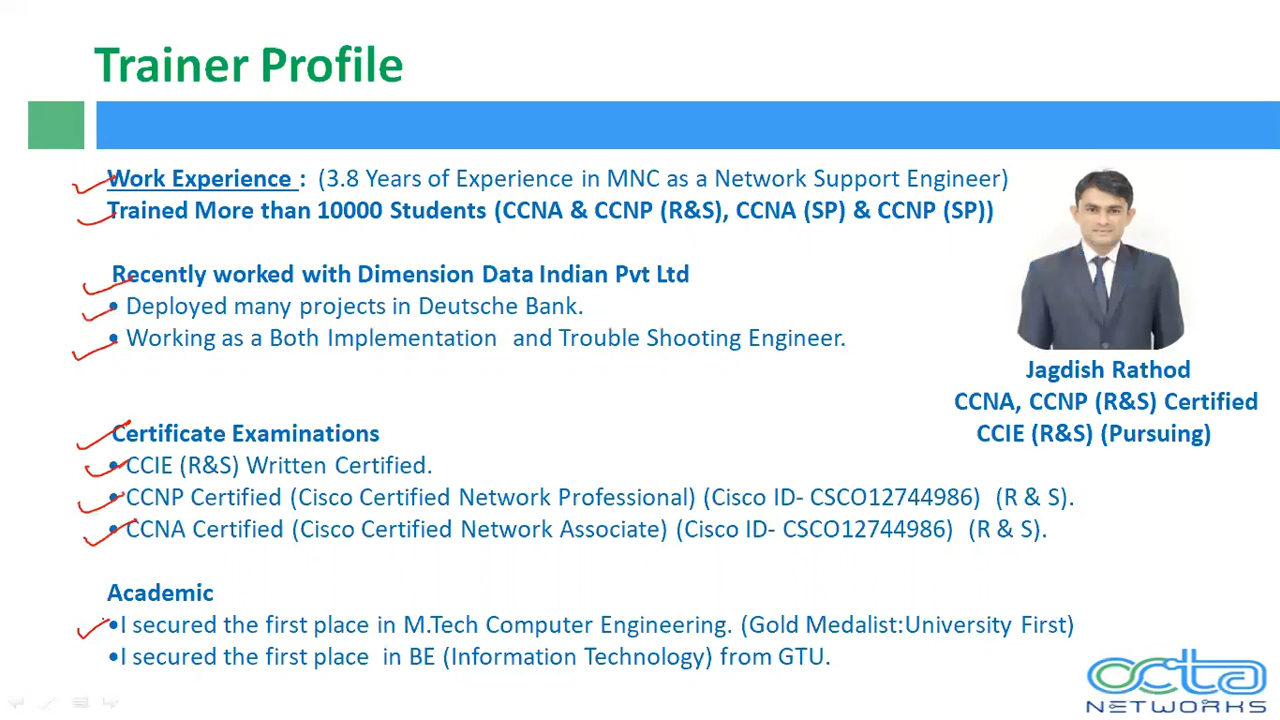 Trainer Profile
Work Experience : (3.8 Years of Experience in MNC as a Network Support Engineer)
Trained More than 10000 Students (CCNA & CCNP (R&S), CCNA (SP) & CCNP (SP))
Recently worked with Dimension Data Indian Pvt Ltd
• Deployed many projects in Deutsche Bank.
• Working as a Both Implementation and Trouble Shooting Engineer.
Jagdish Rathod
CCNA, CCNP (R&S) Certified
CCIE (R&S) (Pursuing)
Certificate Examinations
• CCIE (R&S) Written Certified.
• CCNP Certified (Cisco Certified Network Professional) (Cisco ID- CSCO12744986) (R & S).
• CCNA Certified (Cisco Certified Network Associate) (Cisco ID- CSCO12744986) (R & S).
Academic
•I secured the first place in M.Tech Computer Engineering. (Gold Medalist:University First)
•I secured the first place in BE (Information Technology) from GTU.
octa
NETWORKS